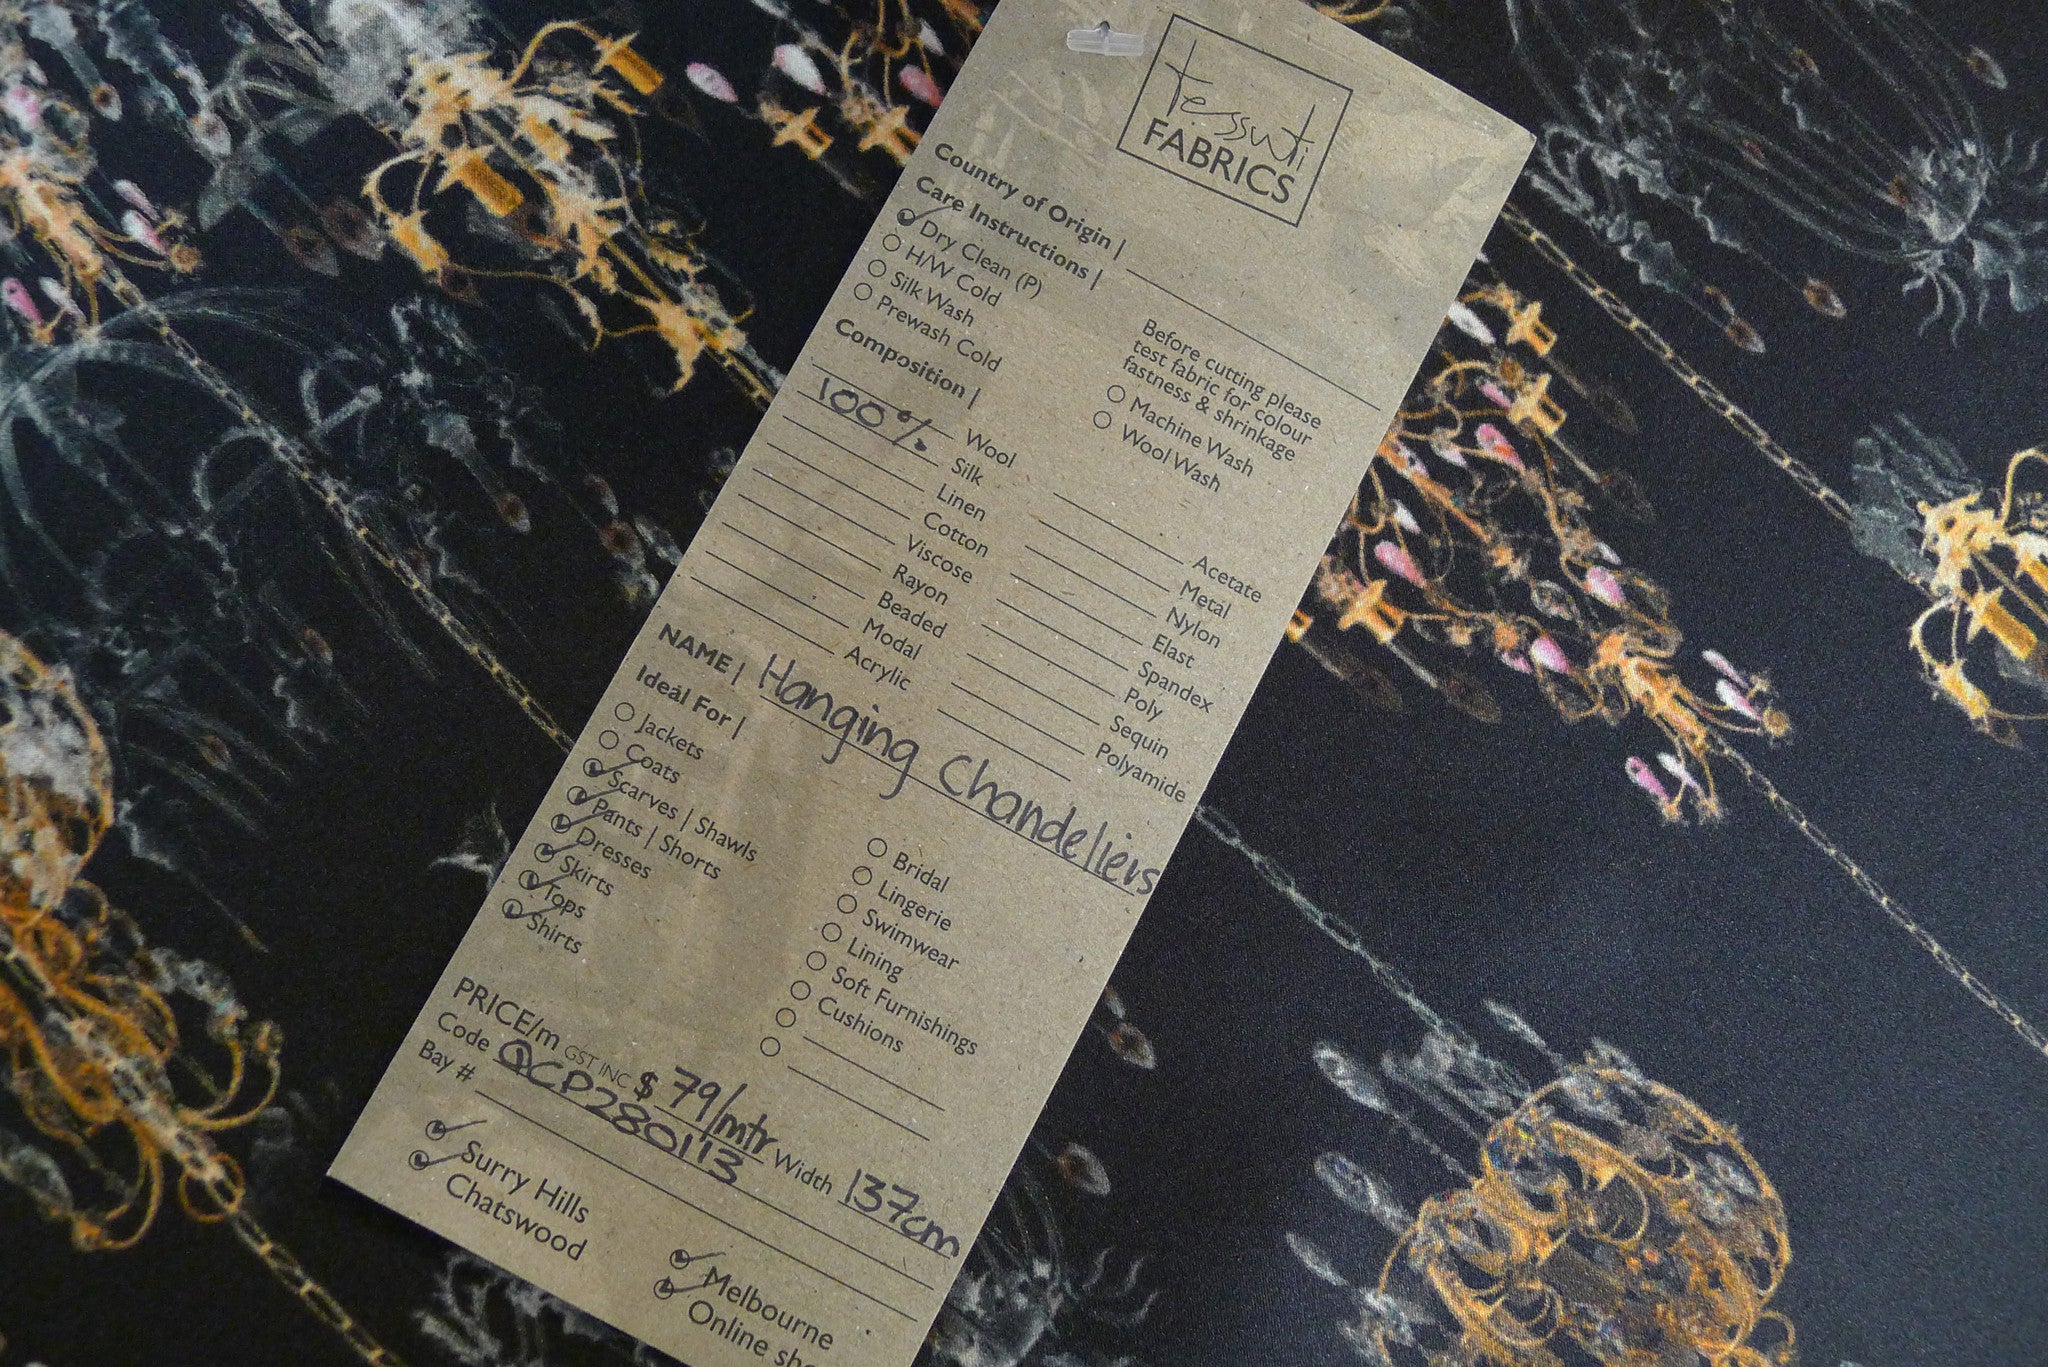 tessuti
FABRICS
Country of Origin |
Care Instructions |
Dry Clean (P)
H/W Cold
Silk Wash
Prewash Cold
Before cutting please
test fabric for colour
fastness & shrinkage
Machine Wash
Wool Wash
Composition |
Wool
100% Silk
Linen
Cotton
Viscose
Rayon
Beaded
Modal
Acrylic
Acetate
Metal
Nylon
Elast
Spandex
Poly
Sequin
Polyamide
NAME | Hanging Chandeliers
Ideal For |
Jackets
Coats
Scarves | Shawls
Pants | Shorts
Dresses
Skirts
Tops
Shirts
Bridal
Lingerie
Swimwear
Lining
Soft Furnishings
Cushions
PRICE/m GST INC $ 79/mtr Width 137cm
Code QCP280113
Bay #
Surry Hills
Chatswood
Melbourne
Online